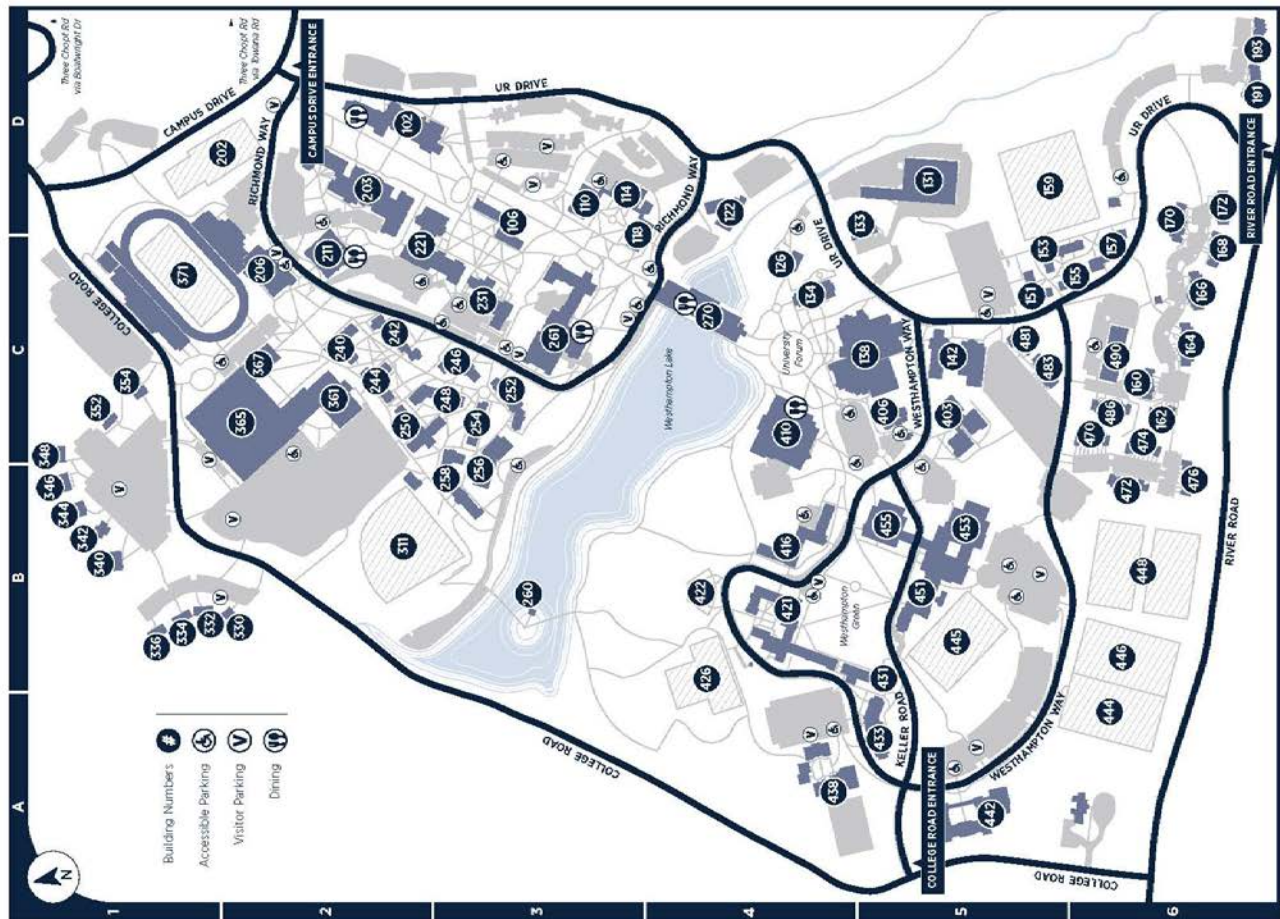 A
B
C
D
N
Three Chopt Rd
via Boatwright Dr
348
346
344
342
340
352
354
336
334
332
330
Building Numbers
#
Accessible Parking
Visitor Parking
V
Dining
COLLEGE ROAD
CAMPUS DRIVE
202
Three Chopt Rd
via Towana Rd
371
365
367
206
RICHMOND WAY
CAMPUS DRIVE ENTRANCE
361
240
211
203
102
244
242
311
250
221
258
248
246
231
256
254
252
106
UR DRIVE
260
261
110
114
118
RICHMOND WAY
COLLEGE ROAD
Westhampton Lake
270
122
422
426
126
421
416
410
University
Forum
134
UR DRIVE
438
Westhampton
Green
138
133
433
431
455
406
KELLER ROAD
WESTHAMPTON WAY
COLLEGE ROAD ENTRANCE
451
453
403
142
131
442
445
WESTHAMPTON WAY
481
483
151
153
155
157
159
COLLEGE ROAD
444
446
448
470
486
490
472
474
160
162
164
166
168
170
172
476
UR DRIVE
191
193
RIVER ROAD
RIVER ROAD ENTRANCE
1
2
3
4
5
6